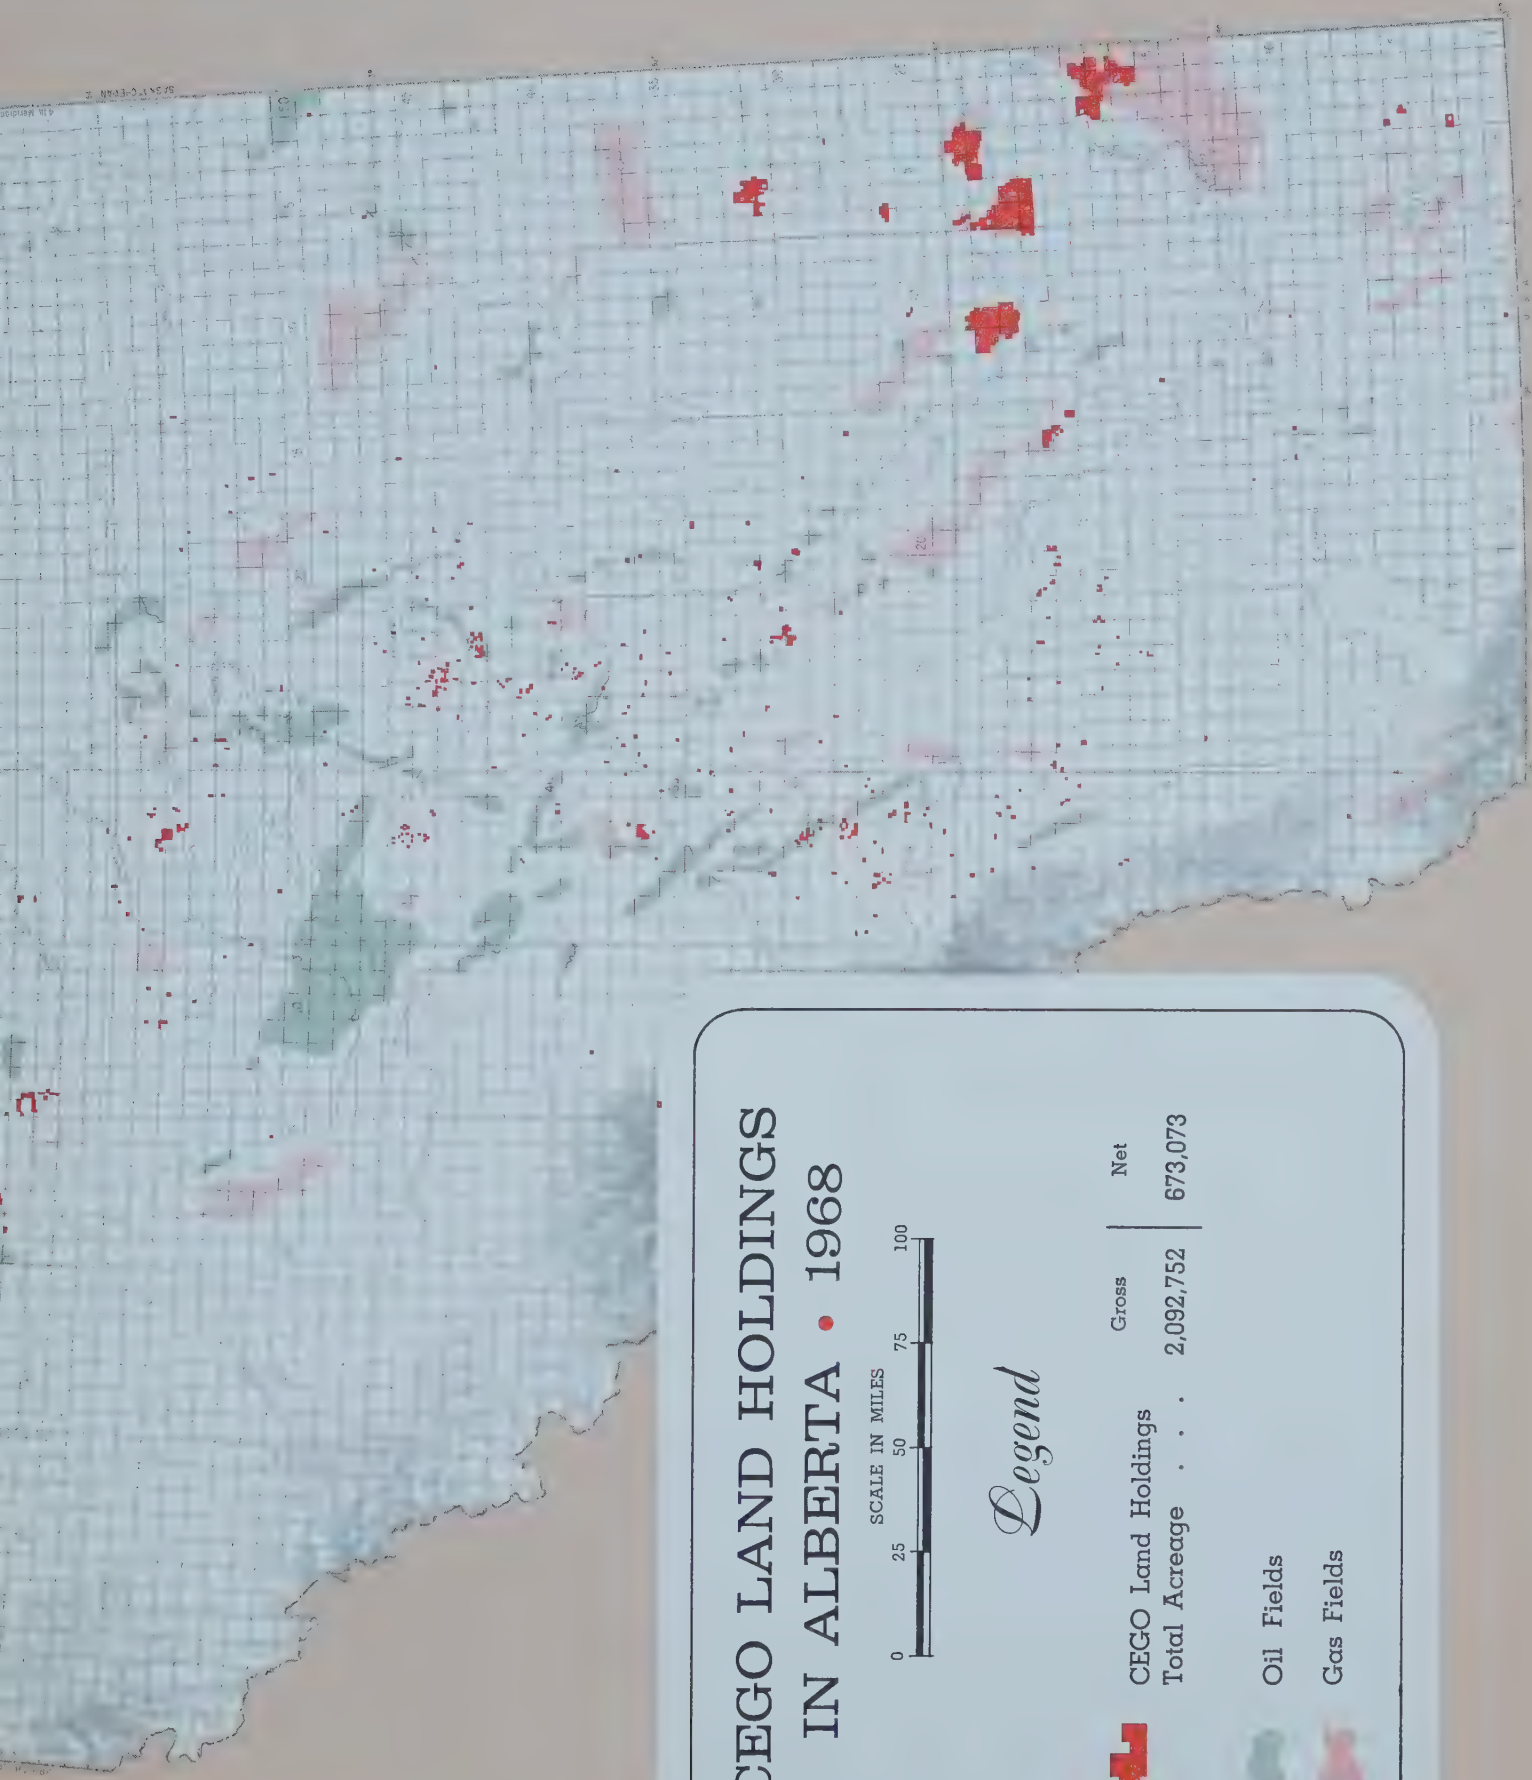 CEGO LAND HOLDINGS
IN ALBERTA • 1968
SCALE IN MILES
0 25 50 75 100
Legend
Gross Net
CEGO Land Holdings
Total Acreage . . . 2,092,752 673,073
Oil Fields
Gas Fields